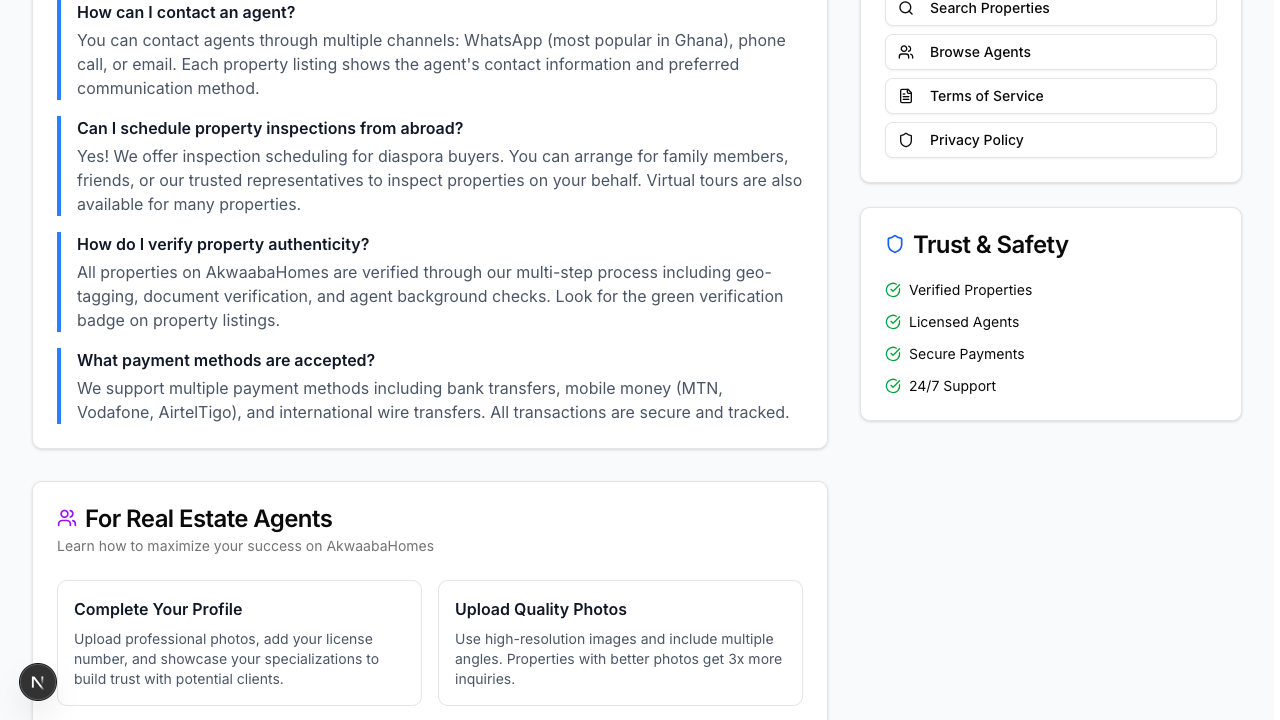 How can I contact an agent?
You can contact agents through multiple channels: WhatsApp (most popular in Ghana), phone
call, or email. Each property listing shows the agent's contact information and preferred
communication method.
Can I schedule property inspections from abroad?
Yes! We offer inspection scheduling for diaspora buyers. You can arrange for family members,
friends, or our trusted representatives to inspect properties on your behalf. Virtual tours are also
available for many properties.
How do I verify property authenticity?
All properties on AkwaabaHomes are verified through our multi-step process including geo-
tagging, document verification, and agent background checks. Look for the green verification
badge on property listings.
What payment methods are accepted?
We support multiple payment methods including bank transfers, mobile money (MTN,
Vodafone, AirtelTigo), and international wire transfers. All transactions are secure and tracked.
For Real Estate Agents
Learn how to maximize your success on AkwaabaHomes
Complete Your Profile
Upload professional photos, add your license
number, and showcase your specializations to
build trust with potential clients.
Upload Quality Photos
Use high-resolution images and include multiple
angles. Properties with better photos get 3x more
inquiries.
Search Properties
Browse Agents
Terms of Service
Privacy Policy
Trust & Safety
Verified Properties
Licensed Agents
Secure Payments
24/7 Support
N